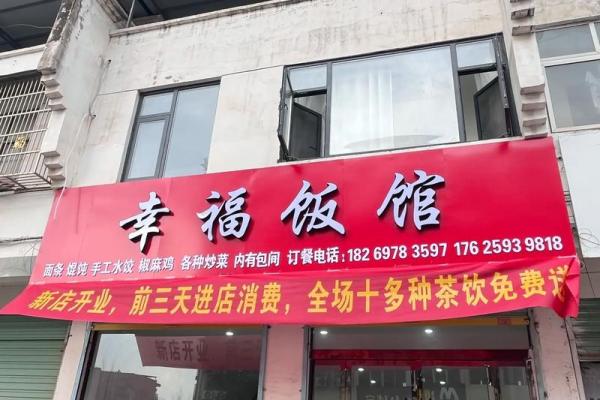 幸福饭馆
面条 馄饨 手工水饺 椒麻鸡 各种炒菜 内有包间 订餐电话:182 6978 3597 176 2593 9818
新店开业，前三天进店消费，全场十多种茶饮免费
新店开业